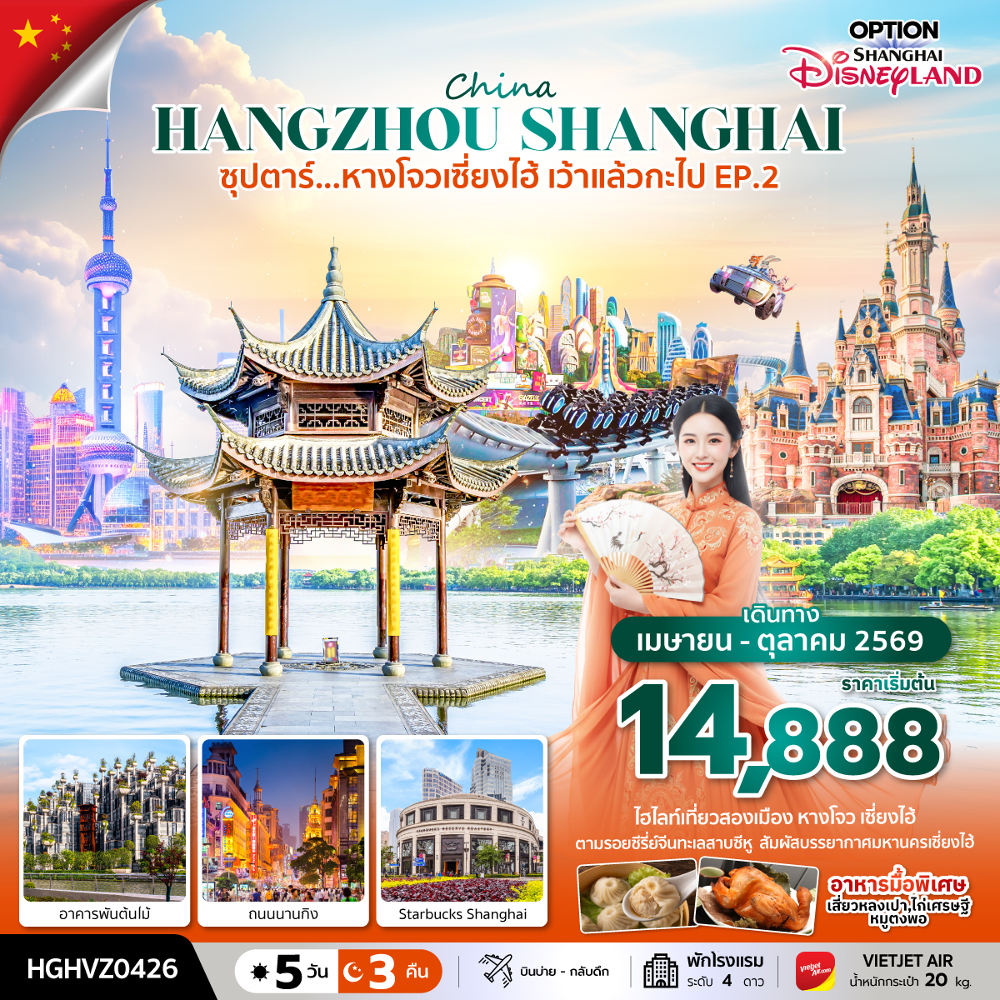 OPTION
SHANGHAI
DISNEYLAND
China
HANGZHOU SHANGHAI
ซุปตาร์...หางโจวเซี่ยงไฮ้ เว้าแล้วกะไป EP.2
เดินทาง
เมษายน - ตุลาคม 2569
ราคาเริ่มต้น
14,888
ไฮไลท์เที่ยวสองเมือง หางโจว เซี่ยงไฮ้
ตามรอยซีรี่ย์จีนทะเลสาบซีหู สัมผัสบรรยากาศมหานครเซี่ยงไฮ้
อาหารมื้อพิเศษ
เสี่ยวหลงเปา,ไก่เศรษฐี
หมูตงพอ
STARBUCKS RESERVE ROASTERY
อาคารพันต้นไม้
ถนนนานกิง
Starbucks Shanghai
HGHVZ0426
5 วัน
3 คืน
บินบ่าย - กลับดึก
พักโรงแรม
ระดับ 4 ดาว
vietjet Air.com
VIETJET AIR
น้ำหนักกระเป๋า 20 kg.